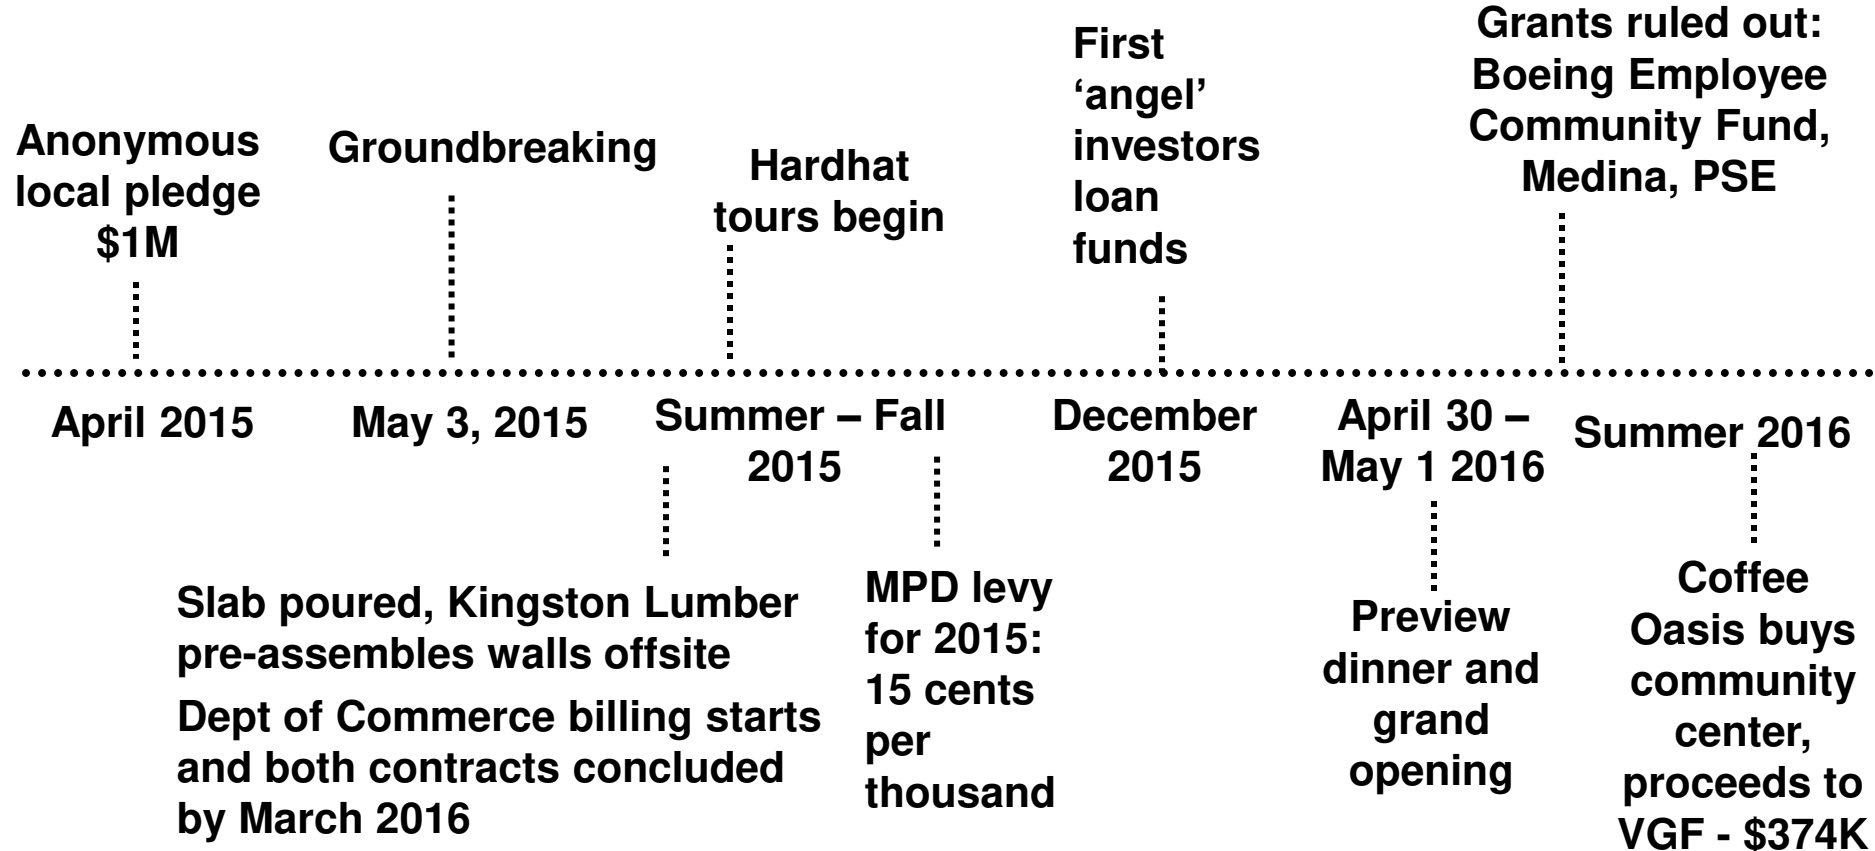 Anonymous
local pledge
$1M
Groundbreaking
Hardhat
tours begin
First
‘angel’
investors
loan
funds
Grants ruled out:
Boeing Employee
Community Fund,
Medina, PSE
April 2015
May 3, 2015
Summer – Fall
2015
December
2015
April 30 –
May 1 2016
Summer 2016
Slab poured, Kingston Lumber
pre-assembles walls offsite
Dept of Commerce billing starts
and both contracts concluded
by March 2016
MPD levy
for 2015:
15 cents
per
thousand
Preview
dinner and
grand
opening
Coffee
Oasis buys
community
center,
proceeds to
VGF - $374K